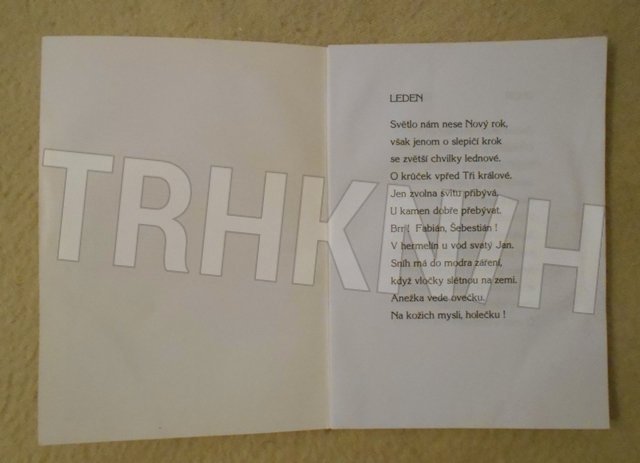 LEDEN
Světlo nám nese Nový rok,
však jenom o slepičí krok
se zvětší chvilky lednové.
O krůček vpřed Tři králové.
Jen zvolna svitu přibývá.
U kamen dobře přebývat.
Brr! Fabián, Šebestián !
V hermelín u vod svatý Jan.
Sníh má do modra záření,
když vločky slétnou na zemi.
Anežka vede ovečku.
Na kožich mysli, holečku !
TRHKNIH